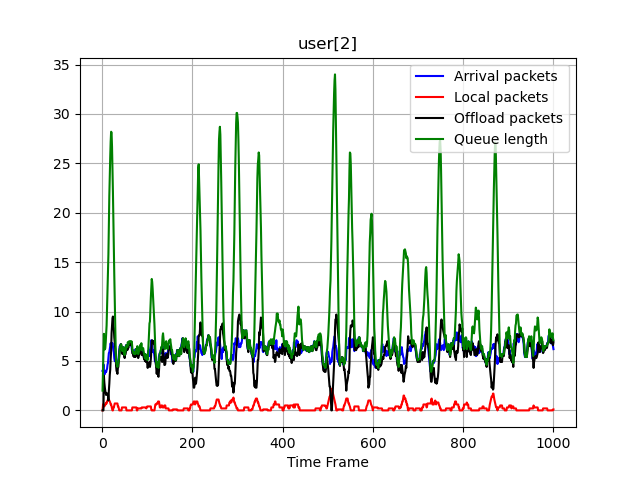 user[2]
35
30
25
20
15
10
5
0
Arrival packets
Local packets
Offload packets
Queue length
0 200 400 600 800 1000
Time Frame